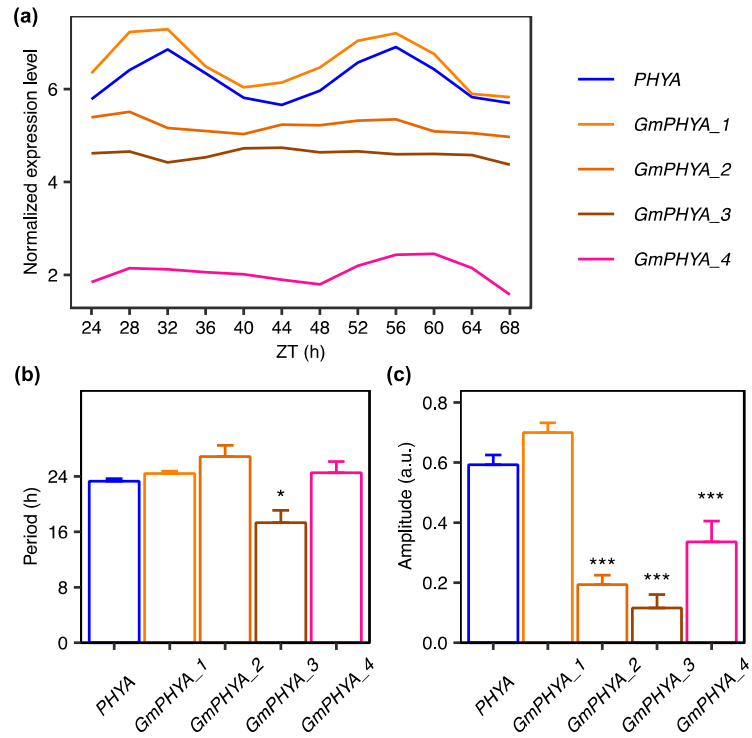 (a)
Normalized expression level
6
4
2
24 28 32 36 40 44 48 52 56 60 64 68
ZT (h)
PHYA
GmPHYA_1
GmPHYA_2
GmPHYA_3
GmPHYA_4
(b)
Period (h)
24
16
8
0
*
PHYA GmPHYA_1 GmPHYA_2 GmPHYA_3 GmPHYA_4
(c)
Amplitude (a.u.)
0.8
0.6
0.4
0.2
0.0
*** *** ***
PHYA GmPHYA_1 GmPHYA_2 GmPHYA_3 GmPHYA_4